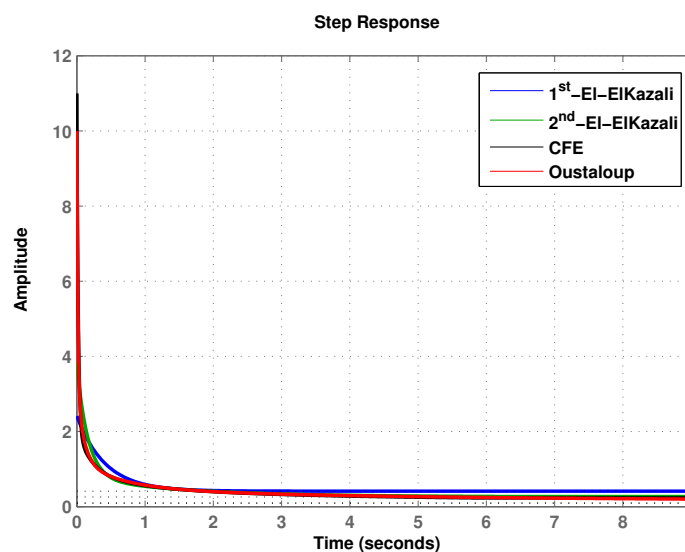 Step Response
12
10
8
6
4
2
0
Amplitude
1st-El-ElKazali
2nd-El-ElKazali
CFE
Oustaloup
0 1 2 3 4 5 6 7 8
Time (seconds)